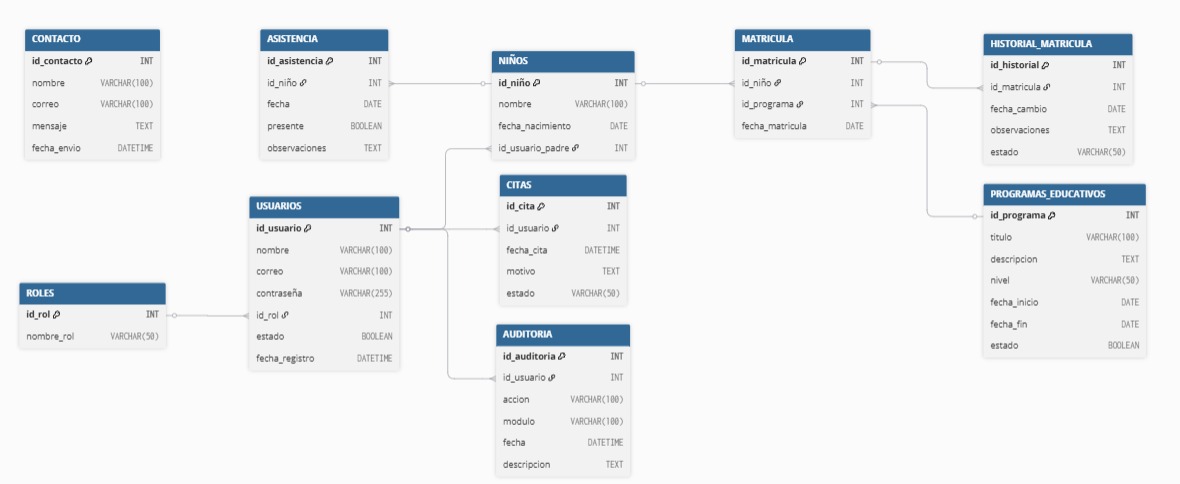 CONTACTO
id_contacto INT
nombre VARCHAR(100)
correo VARCHAR(100)
mensaje TEXT
fecha_envio DATETIME
ASISTENCIA
id_asistencia INT
id_niño INT
fecha DATE
presente BOOLEAN
observaciones TEXT
NIÑOS
id_niño INT
nombre VARCHAR(100)
fecha_nacimiento DATE
id_usuario_padre INT
MATRICULA
id_matricula INT
id_niño INT
id_programa INT
fecha_matricula DATE
HISTORIAL_MATRICULA
id_historial INT
id_matricula INT
fecha_cambio DATE
observaciones TEXT
estado VARCHAR(50)
USUARIOS
id_usuario INT
nombre VARCHAR(100)
correo VARCHAR(100)
contraseña VARCHAR(255)
id_rol INT
estado BOOLEAN
fecha_registro DATETIME
CITAS
id_cita INT
id_usuario INT
fecha_cita DATETIME
motivo TEXT
estado VARCHAR(50)
PROGRAMAS_EDUCATIVOS
id_programa INT
titulo VARCHAR(100)
descripcion TEXT
nivel VARCHAR(50)
fecha_inicio DATE
fecha_fin DATE
estado BOOLEAN
ROLES
id_rol INT
nombre_rol VARCHAR(50)
AUDITORIA
id_auditoria INT
id_usuario INT
accion VARCHAR(100)
modulo VARCHAR(100)
fecha DATETIME
descripcion TEXT